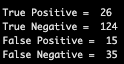 True Positive =  26
True Negative =  124
False Positive =  15
False Negative =  35